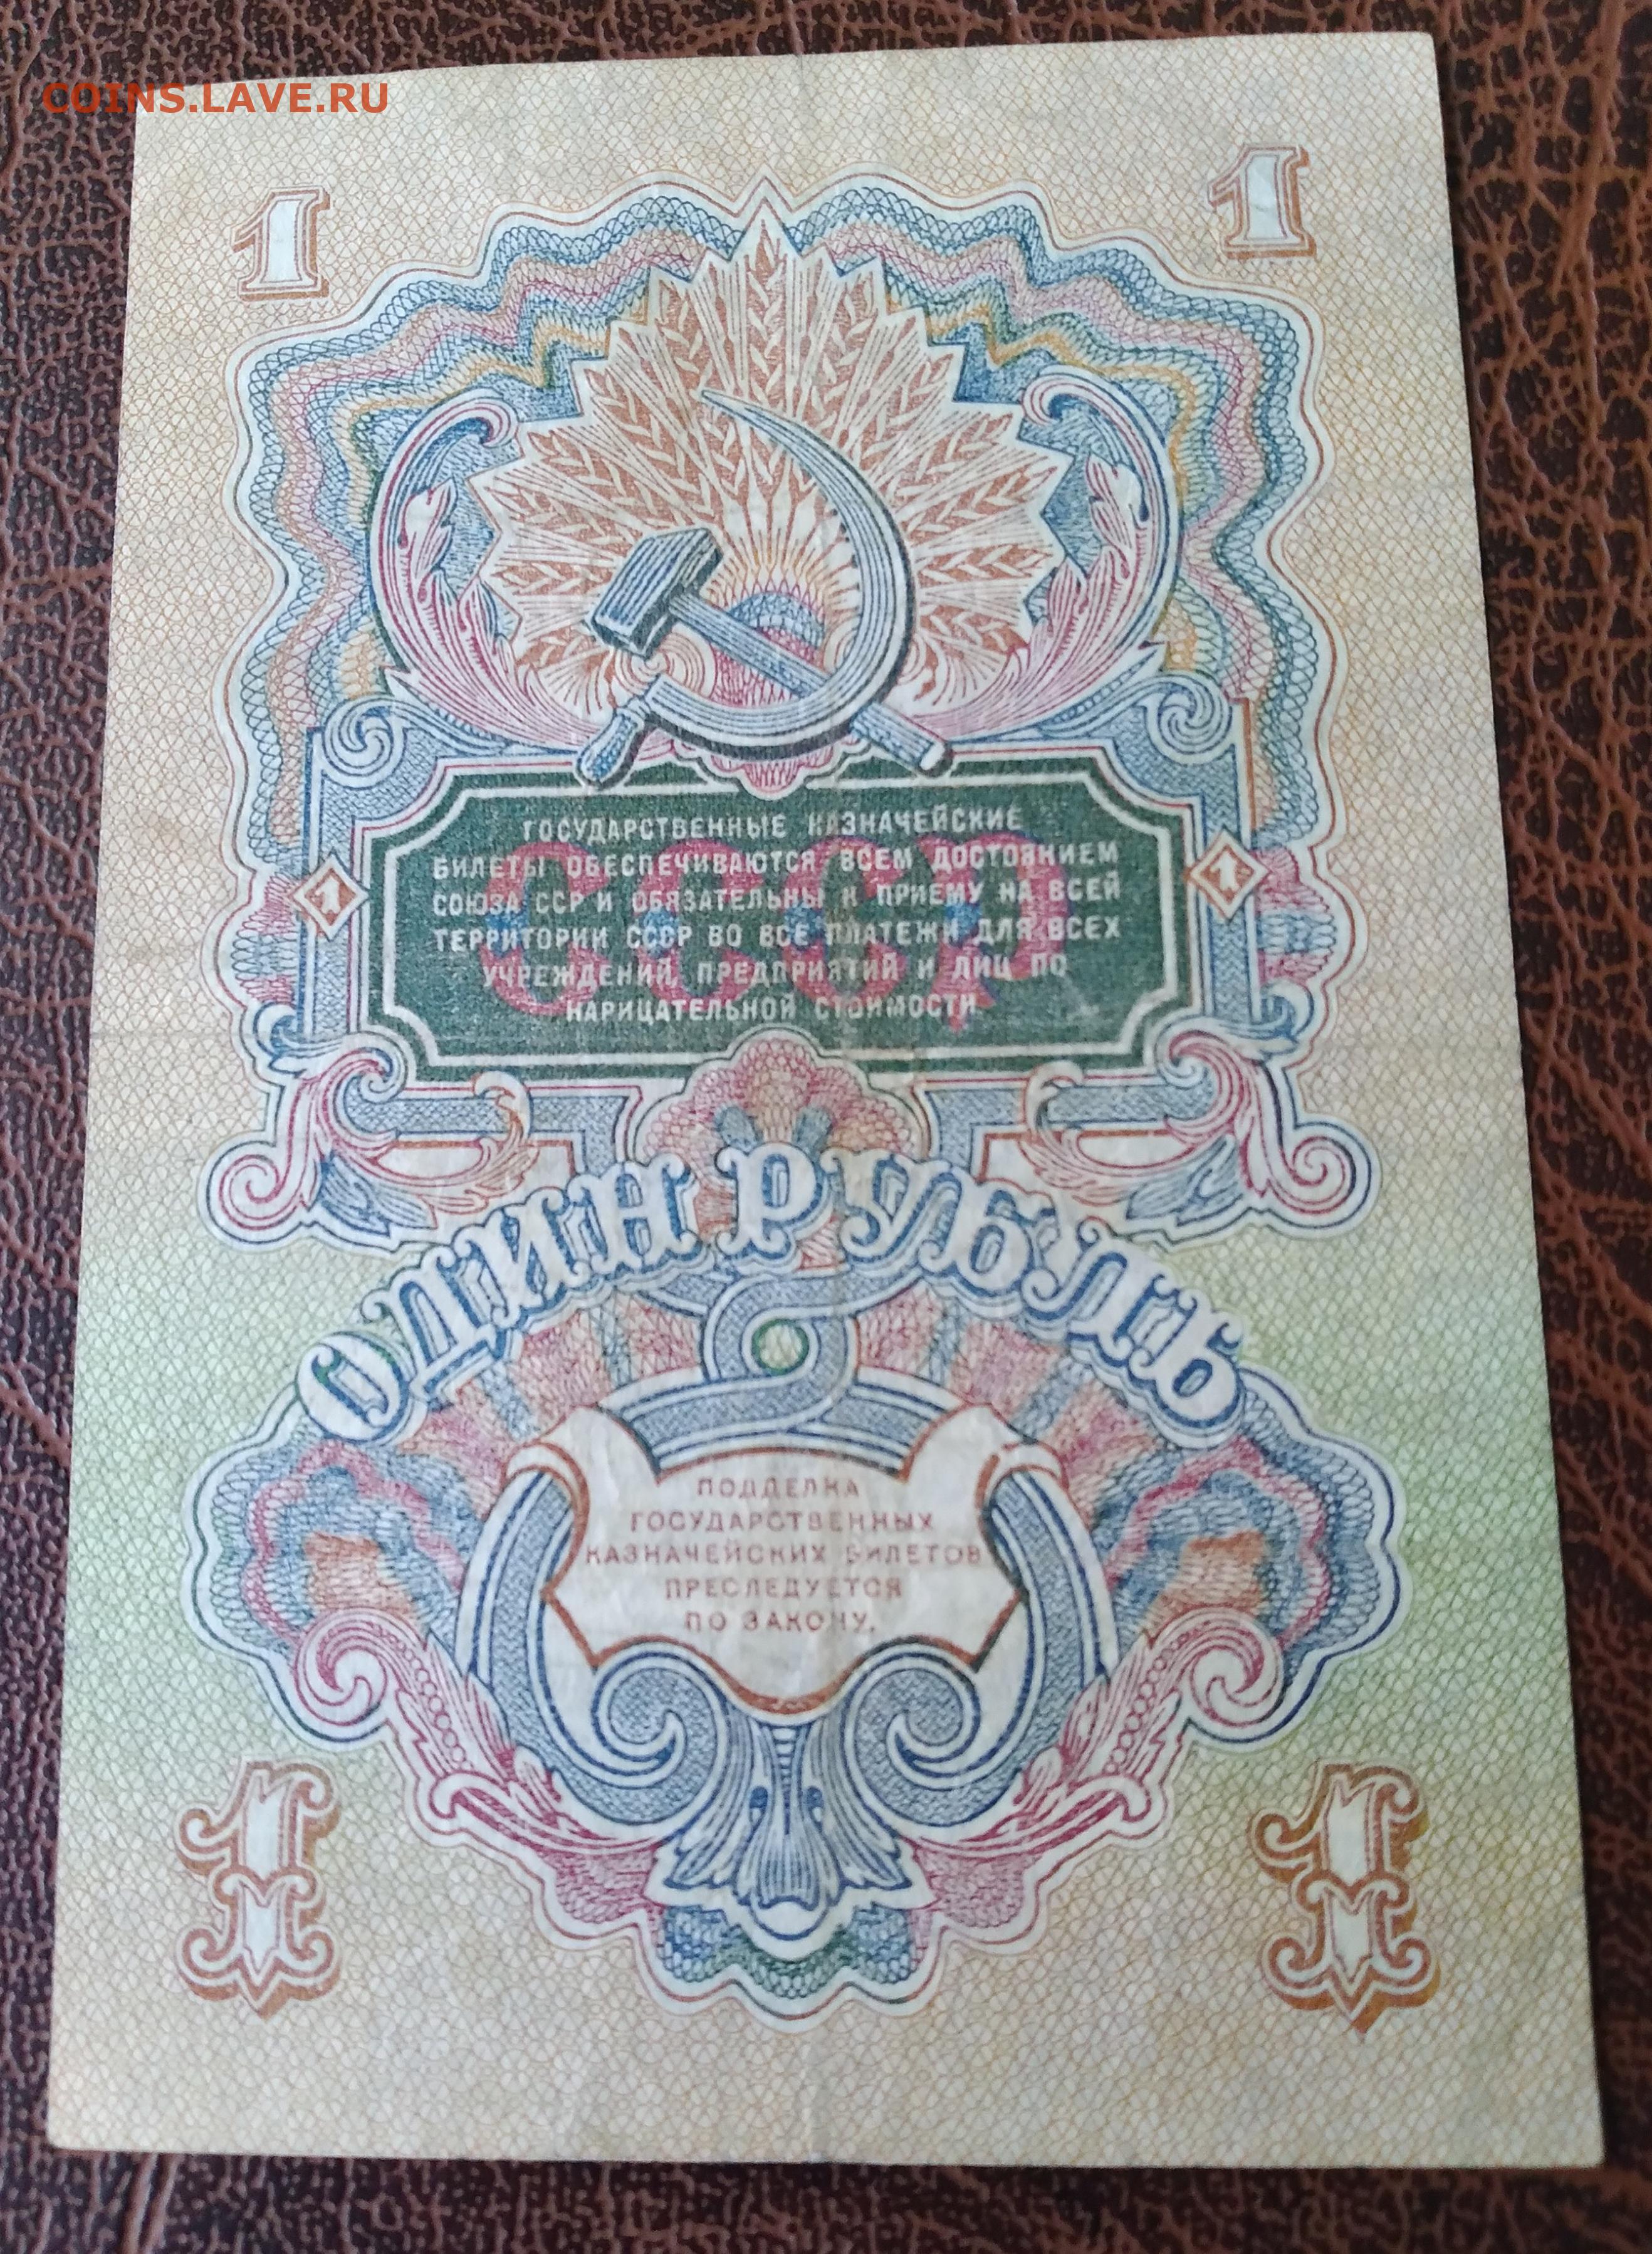 COINS.LAVE.RU
1 1
ГОСУДАРСТВЕННЫЕ КАЗНАЧЕЙСКИЕ
БИЛЕТЫ ОБЕСПЕЧИВАЮТСЯ ВСЕМ ДОСТОЯНИЕМ
СОЮЗА ССР И ОБЯЗАТЕЛЬНЫ К ПРИЕМУ НА ВСЕЙ
1 1
ТЕРРИТОРИИ СССР ВО ВСЕ ПЛАТЕЖИ ДЛЯ ВСЕХ
УЧРЕЖДЕНИЙ, ПРЕДПРИЯТИЙ И ЛИЦ ПО
НАРИЦАТЕЛЬНОЙ СТОИМОСТИ
СССР
ОДИН РУБЛЬ
ПОДДЕЛКА
ГОСУДАРСТВЕННЫХ
КАЗНАЧЕЙСКИХ БИЛЕТОВ
ПРЕСЛЕДУЕТСЯ
ПО ЗАКОНУ.
1 1